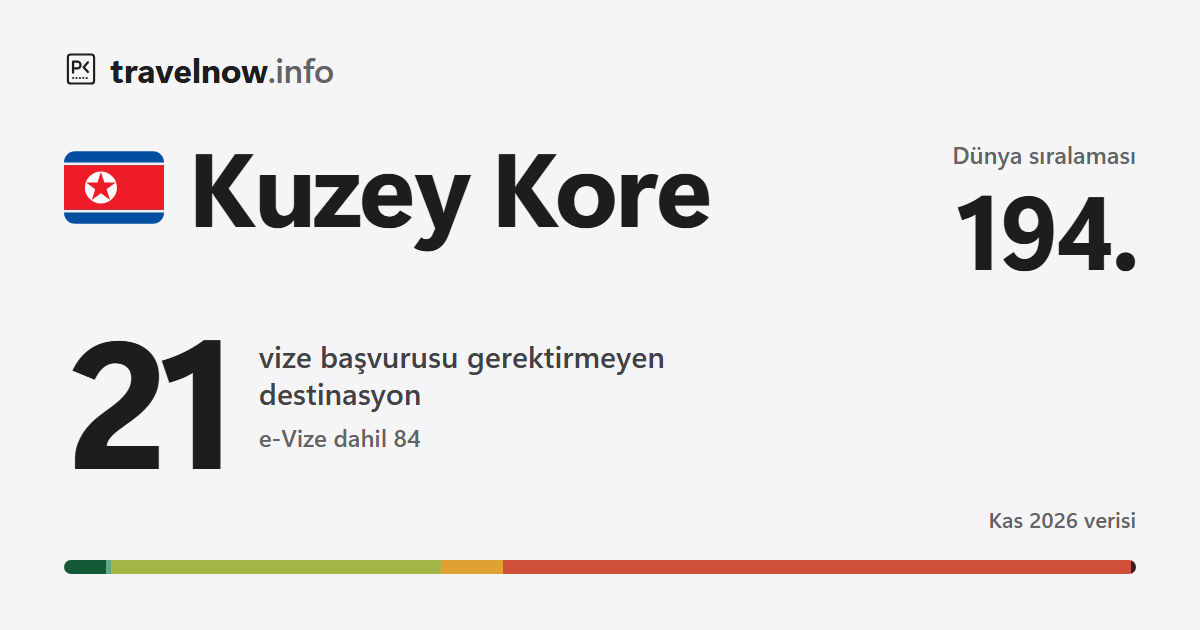 travelnow.info
Kuzey Kore
Dünya sıralaması
194.
21
vize başvurusu gerektirmeyen
destinasyon
e-Vize dahil 84
Kas 2026 verisi